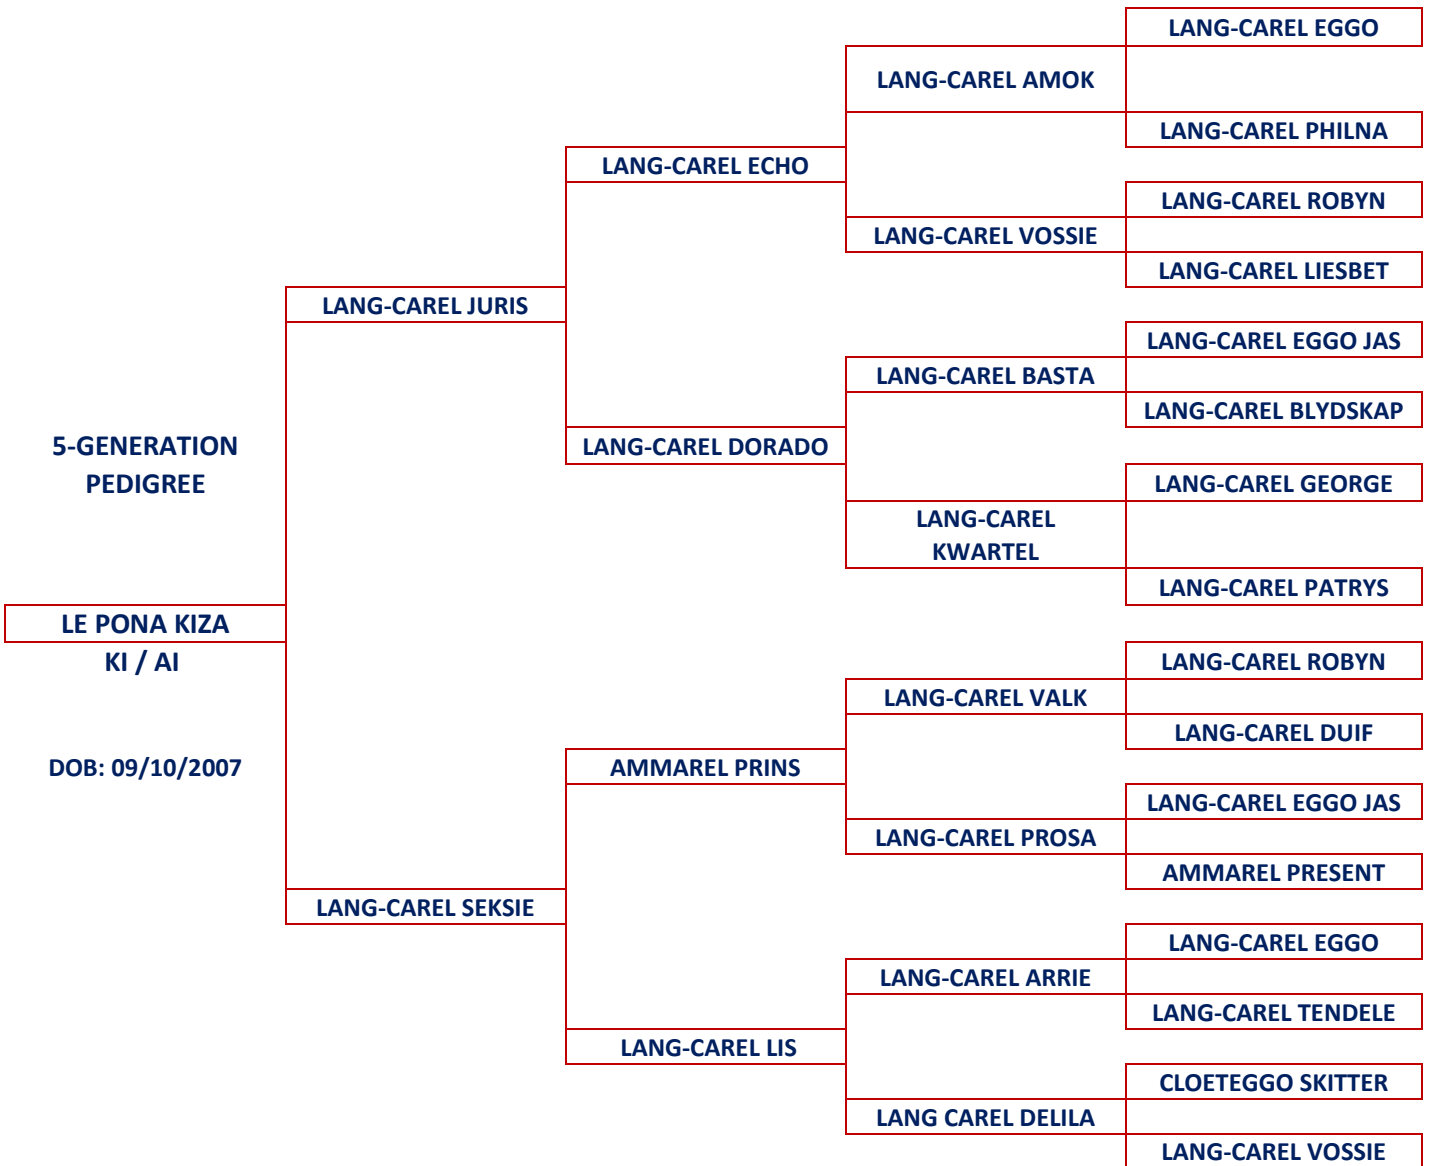 LANG-CAREL EGGO
LANG-CAREL AMOK
LANG-CAREL PHILNA
LANG-CAREL ECHO
LANG-CAREL ROBYN
LANG-CAREL VOSSIE
LANG-CAREL LIESBET
LANG-CAREL JURIS
LANG-CAREL EGGO JAS
LANG-CAREL BASTA
LANG-CAREL BLYDSKAP
5-GENERATION
PEDIGREE
LANG-CAREL DORADO
LANG-CAREL GEORGE
LANG-CAREL
KWARTEL
LANG-CAREL PATRYS
LE PONA KIZA
KI / AI
LANG-CAREL ROBYN
LANG-CAREL VALK
LANG-CAREL DUIF
DOB: 09/10/2007
AMMAREL PRINS
LANG-CAREL EGGO JAS
LANG-CAREL PROSA
AMMAREL PRESENT
LANG-CAREL SEKSIE
LANG-CAREL EGGO
LANG-CAREL ARRIE
LANG-CAREL TENDELE
LANG-CAREL LIS
CLOETEGGO SKITTER
LANG CAREL DELILA
LANG-CAREL VOSSIE